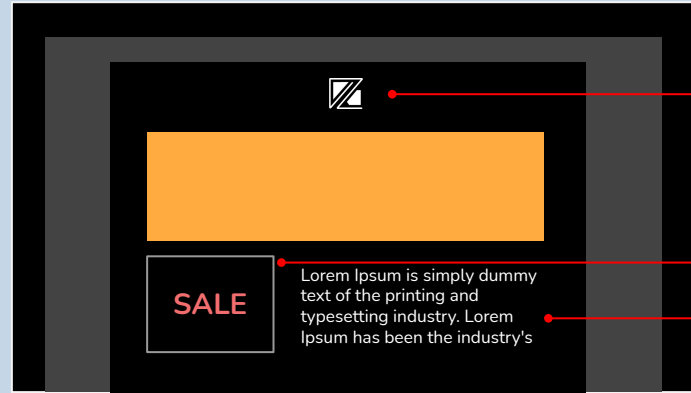 SALE
Lorem Ipsum is simply dummy
text of the printing and
typesetting industry. Lorem
Ipsum has been the industry's